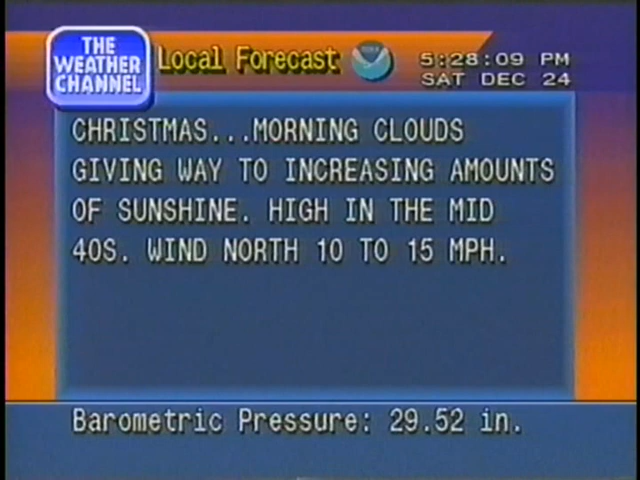 THE
WEATHER
CHANNEL
Local Forecast
NOAA
5:28:09 PM
SAT DEC 24
CHRISTMAS...MORNING CLOUDS
GIVING WAY TO INCREASING AMOUNTS
OF SUNSHINE. HIGH IN THE MID
40S. WIND NORTH 10 TO 15 MPH.
Barometric Pressure: 29.52 in.